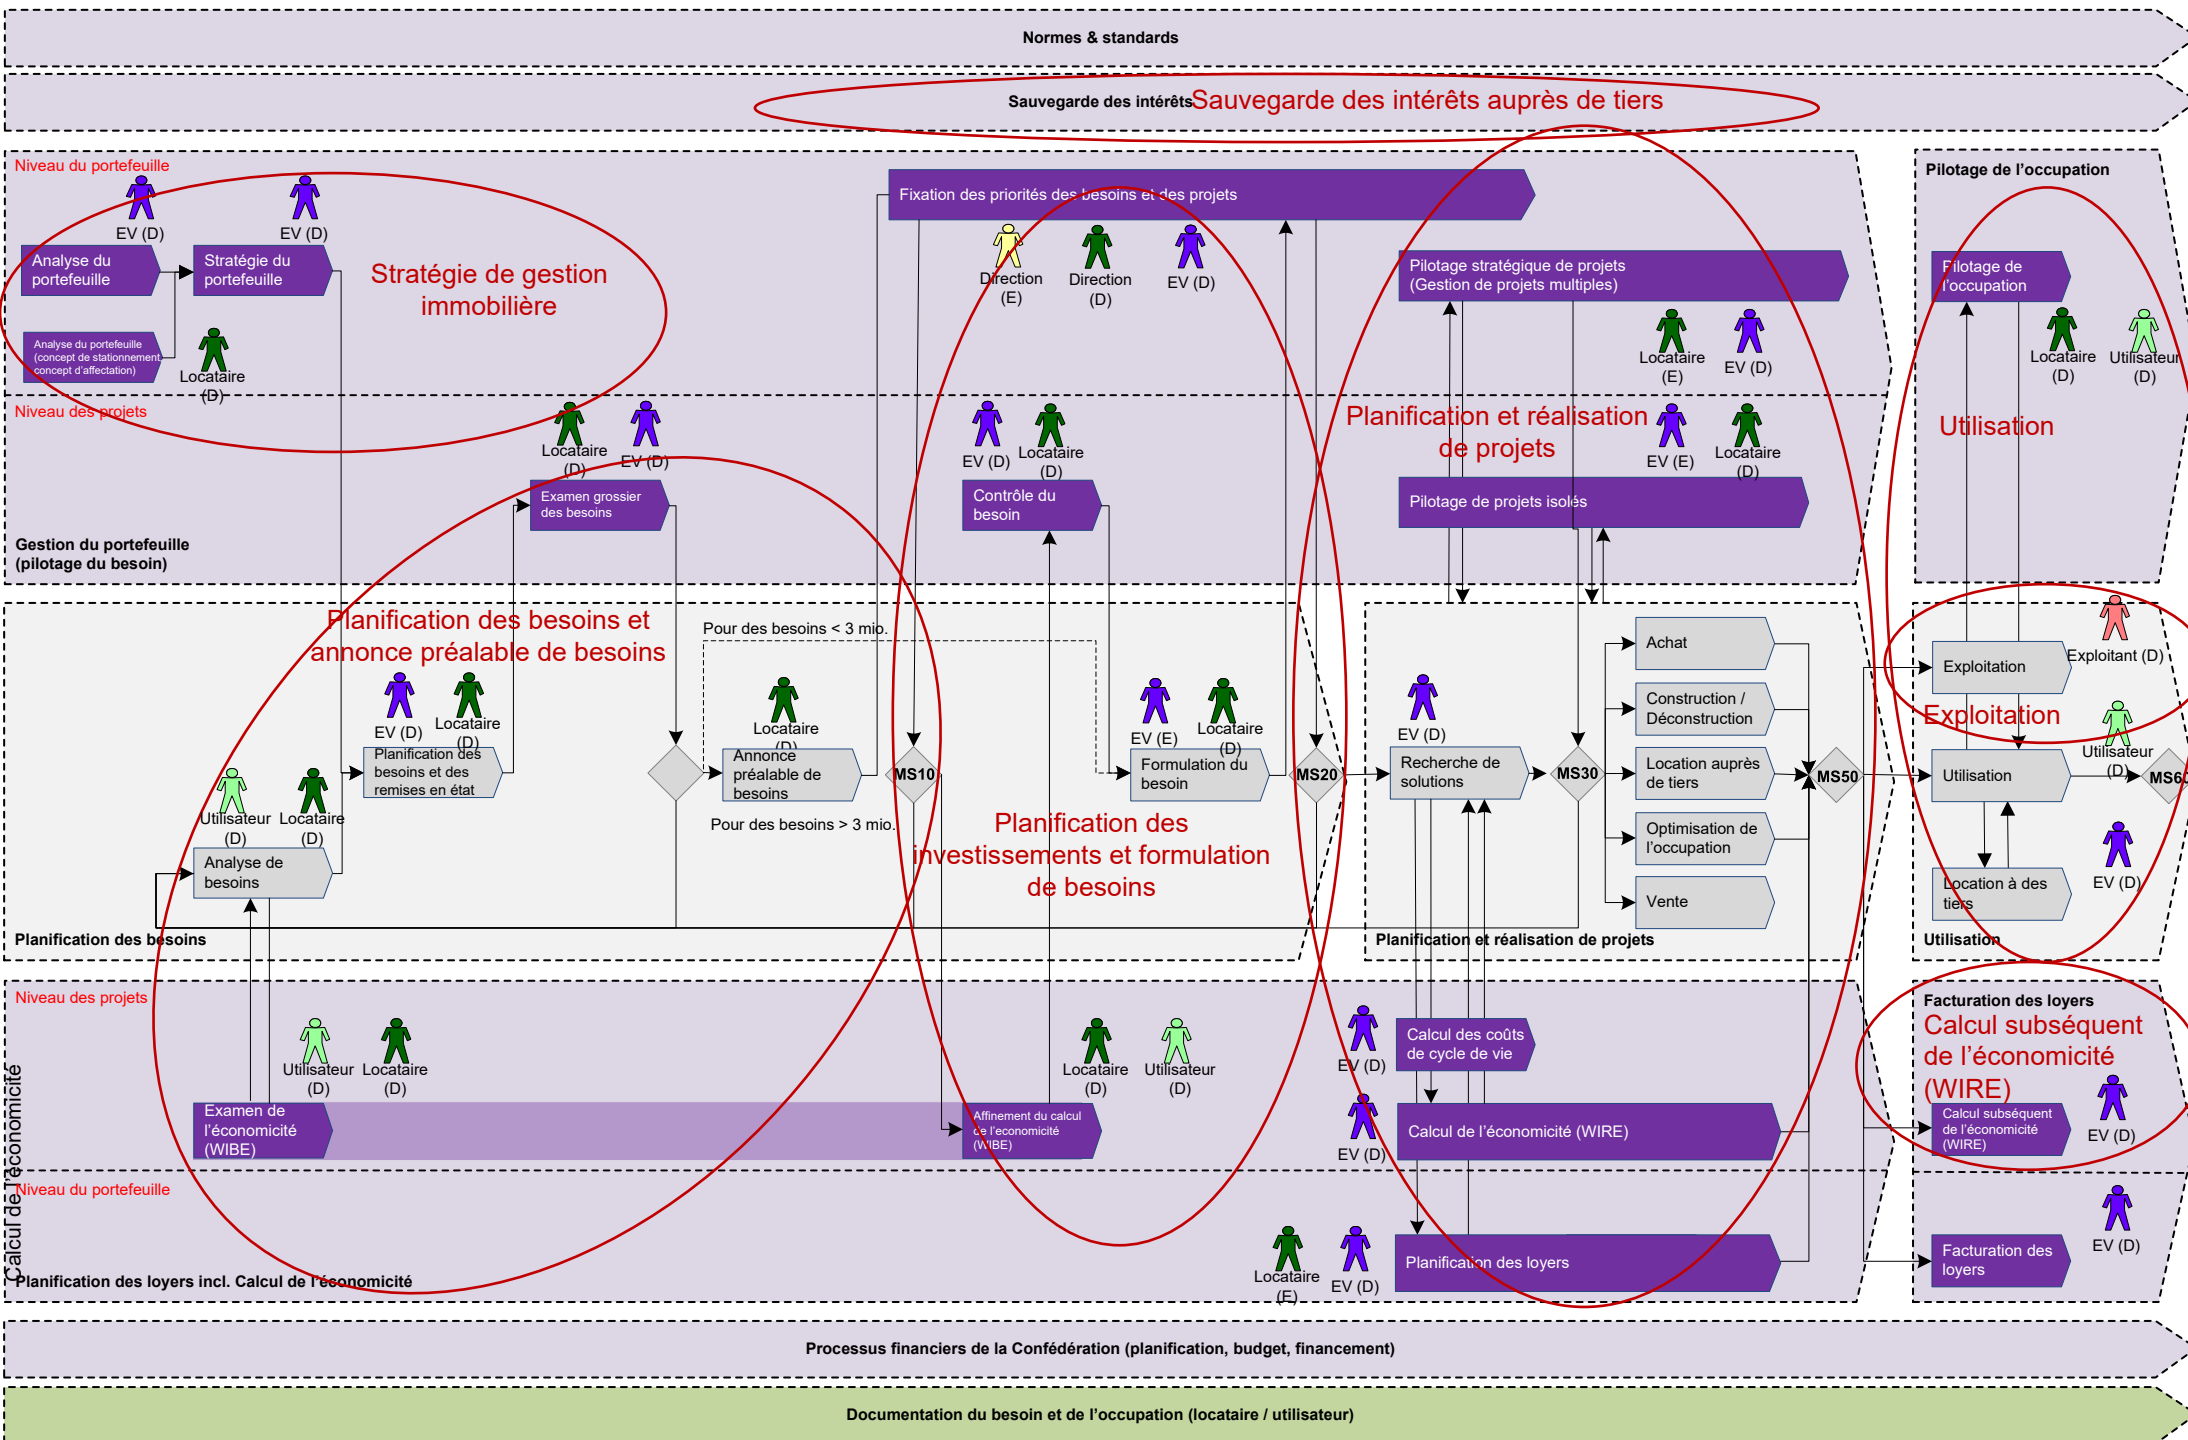 Normes & standards
Sauvegarde des intérêts
Sauvegarde des intérêts auprès de tiers
Niveau du portefeuille
EV (D)
EV (D)
Analyse du
portefeuille
Stratégie du
portefeuille
Stratégie de gestion
immobilière
Analyse du portefeuille
(concept de stationnement,
concept d'affectation)
Locataire
(D)
Fixation des priorités des besoins et des projets
Direction
(E)
Direction
(D)
EV (D)
Pilotage stratégique de projets
(Gestion de projets multiples)
Locataire
(E)
EV (D)
Pilotage de l'occupation
Pilotage de
l'occupation
Locataire
(D)
Utilisateur
(D)
Niveau des projets
Locataire
(D)
EV (D)
Examen grossier
des besoins
EV (D)
Locataire
(D)
Contrôle du
besoin
Planification et réalisation
de projets
EV (E)
Locataire
(D)
Pilotage de projets isolés
Utilisation
Gestion du portefeuille
(pilotage du besoin)
Planification des besoins et
annonce préalable de besoins
Pour des besoins < 3 mio.
EV (D)
Locataire
(D)
Planification des
besoins et des
remises en état
Locataire
(D)
Annonce
préalable de
besoins
Pour des besoins > 3 mio.
MS10
EV (E)
Locataire
(D)
Formulation du
besoin
MS20
Utilisateur
(D)
Locataire
(D)
Analyse de
besoins
Planification des
investissements et formulation
de besoins
Planification des besoins
EV (D)
Recherche de
solutions
MS30
Achat
Construction /
Déconstruction
Location auprès
de tiers
Optimisation de
l'occupation
Vente
MS50
Planification et réalisation de projets
Exploitation
Exploitant (D)
Exploitation
Utilisateur
(D)
Utilisation
MS60
EV (D)
Location à des
tiers
Utilisation
Calcul de l'économicité
Niveau des projets
Utilisateur
(D)
Locataire
(D)
Examen de
l'économicité
(WIBE)
Locataire
(D)
Utilisateur
(D)
Affinement du calcul
de l'economicité
(WIBE)
EV (D)
Calcul des coûts
de cycle de vie
EV (D)
Calcul de l'économicité (WIRE)
Facturation des loyers
Calcul subséquent
de l'économicité
(WIRE)
Calcul subséquent
de l'économicité
(WIRE)
EV (D)
Niveau du portefeuille
Locataire
(E)
EV (D)
Planification des loyers
EV (D)
Facturation des
loyers
Planification des loyers incl. Calcul de l'économicité
Processus financiers de la Confédération (planification, budget, financement)
Documentation du besoin et de l'occupation (locataire / utilisateur)